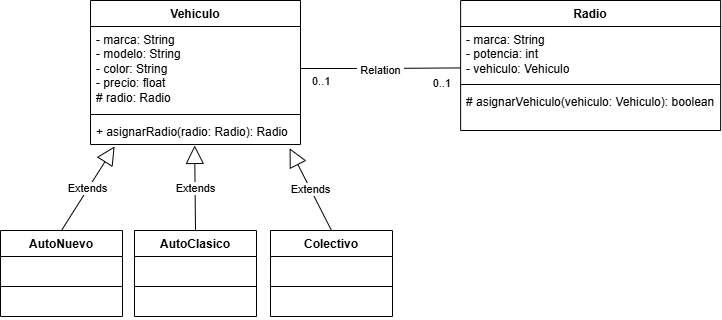 Vehiculo
- marca: String
- modelo: String
- color: String
- precio: float
# radio: Radio
+ asignarRadio(radio: Radio): Radio
0..1
Relation
0..1
Radio
- marca: String
- potencia: int
- vehiculo: Vehiculo
# asignarVehiculo(vehiculo: Vehiculo): boolean
Extends
Extends
Extends
AutoNuevo
AutoClasico
Colectivo